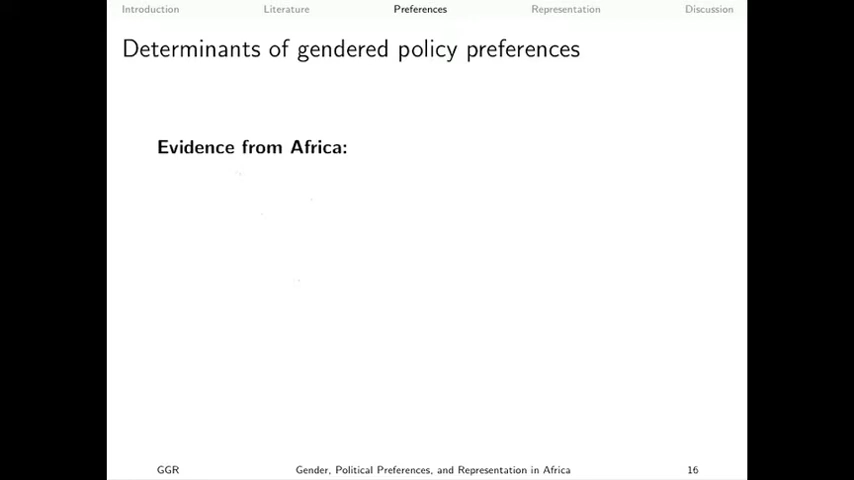 Introduction Literature Preferences Representation Discussion
Determinants of gendered policy preferences
Evidence from Africa:
GGR Gender, Political Preferences, and Representation in Africa 16